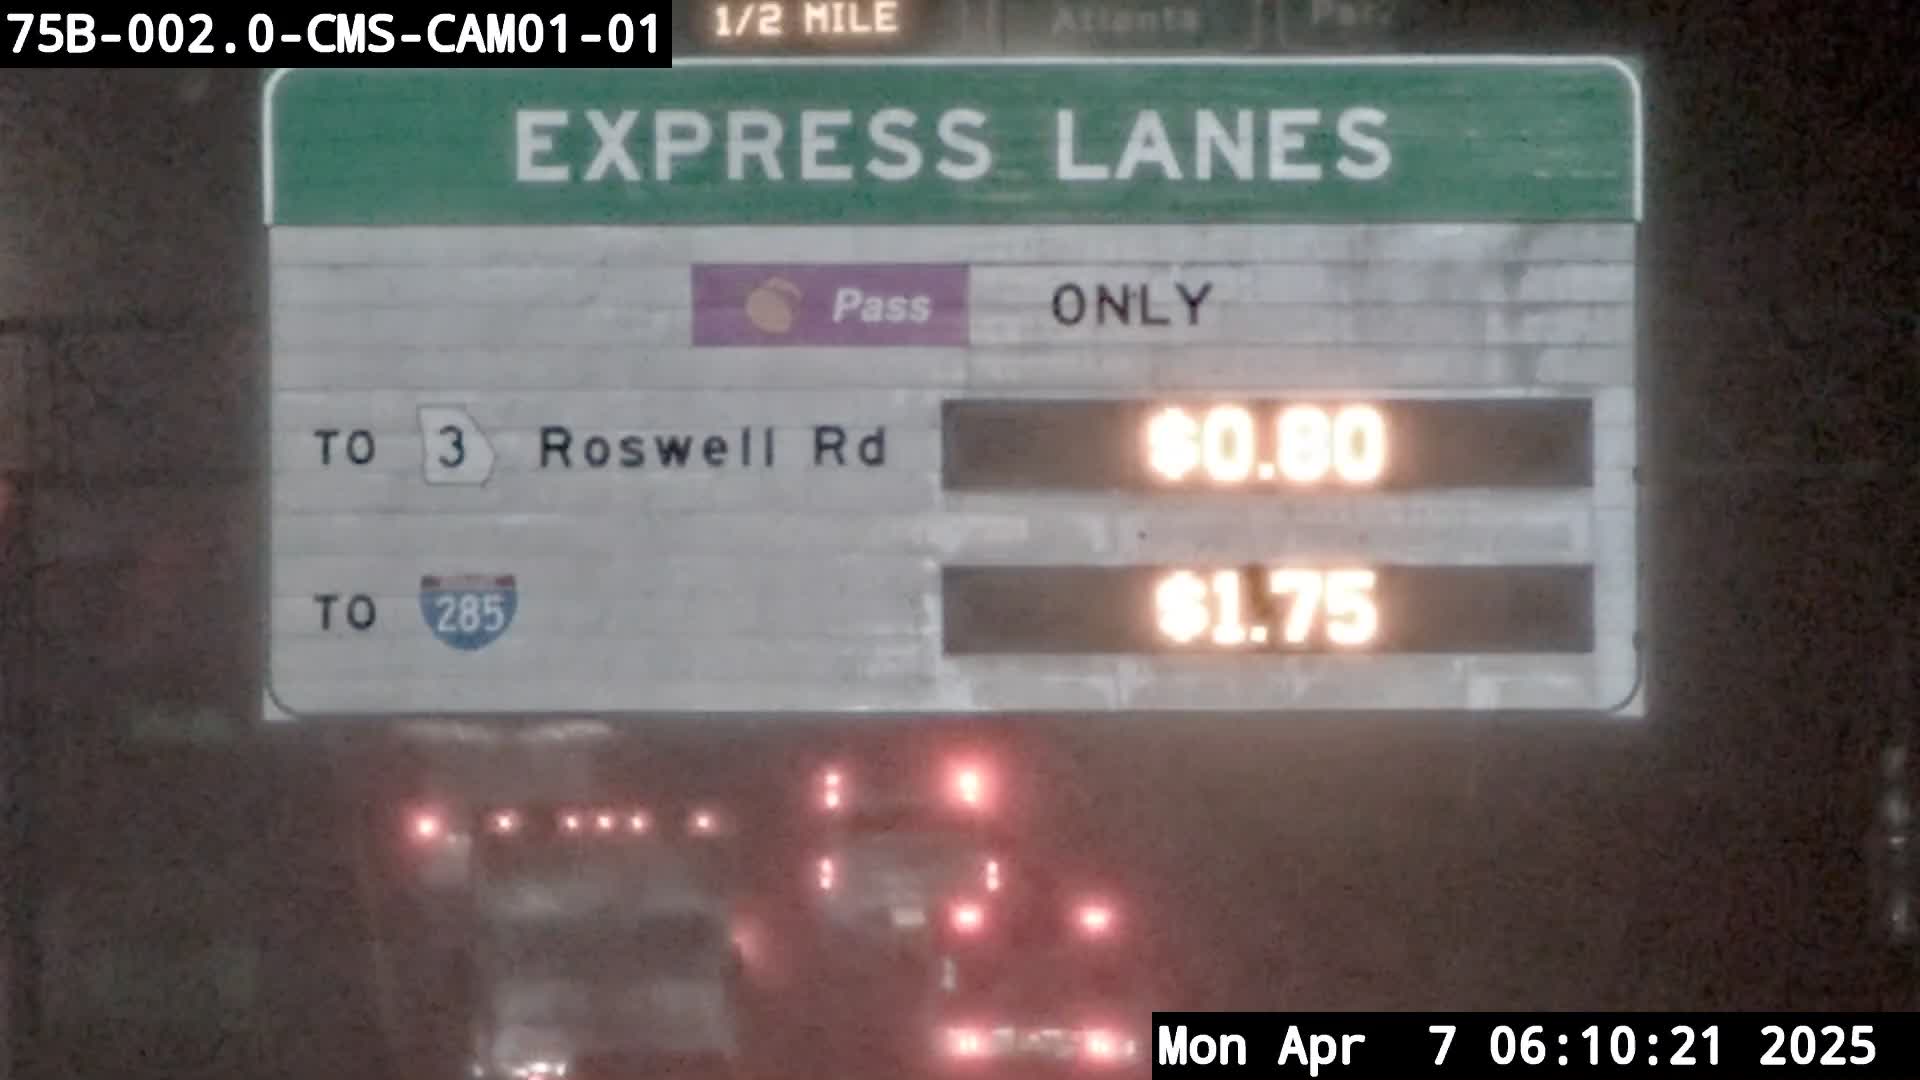 75B-002.0-CMS-CAM01-01
1/2 MILE
Atlanta
EXPRESS LANES
Pass ONLY
TO 3 Roswell Rd $0.80
TO 285 $1.75
Mon Apr 7 06:10:21 2025